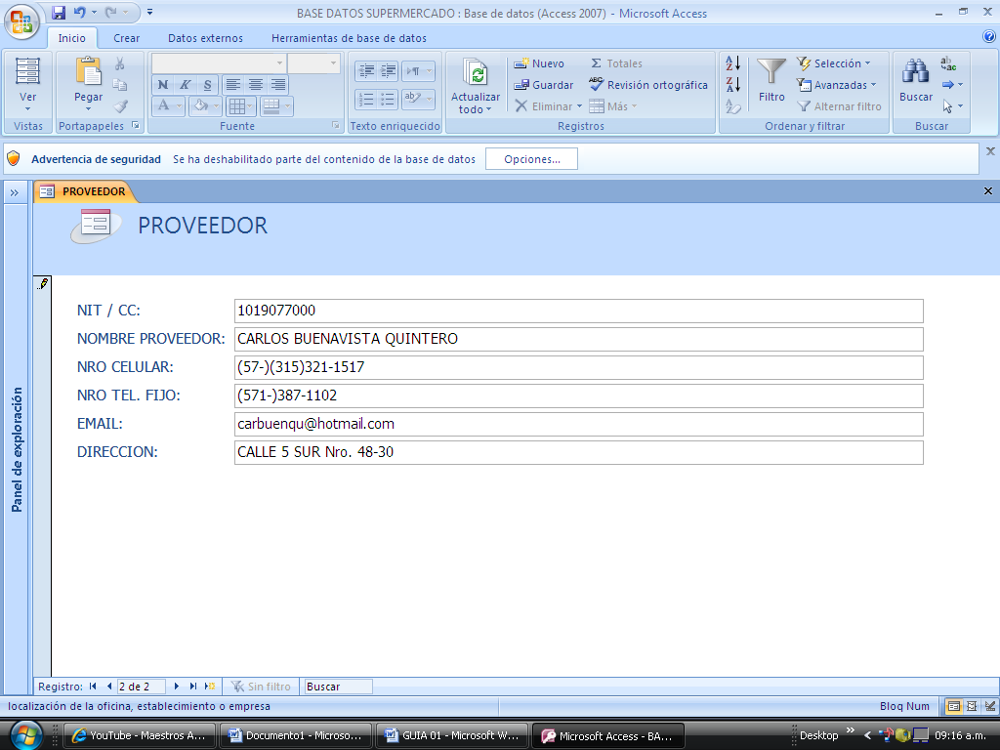 BASE DATOS SUPERMERCADO : Base de datos (Access 2007) - Microsoft Access
Inicio Crear Datos externos Herramientas de base de datos
Ver
Vistas
Pegar
Portapapeles
N K S
A
Fuente
Texto enriquecido
Actualizar todo
Nuevo
Guardar
Eliminar
Totales
Revisión ortográfica
Más
Registros
Filtro
Selección
Avanzadas
Alternar filtro
Ordenar y filtrar
Buscar
Buscar
Advertencia de seguridad Se ha deshabilitado parte del contenido de la base de datos Opciones...
PROVEEDOR
PROVEEDOR
NIT / CC: 1019077000
NOMBRE PROVEEDOR: CARLOS BUENAVISTA QUINTERO
NRO CELULAR: (57-)(315)321-1517
NRO TEL. FIJO: (571-)387-1102
EMAIL: carbuenqu@hotmail.com
DIRECCION: CALLE 5 SUR Nro. 48-30
Panel de exploración
Registro: 2 de 2 Sin filtro Buscar
localización de la oficina, establecimiento o empresa Bloq Num
YouTube - Maestros A... Documento1 - Microso... GUIA 01 - Microsoft W... Microsoft Access - BA... Desktop 09:16 a.m.